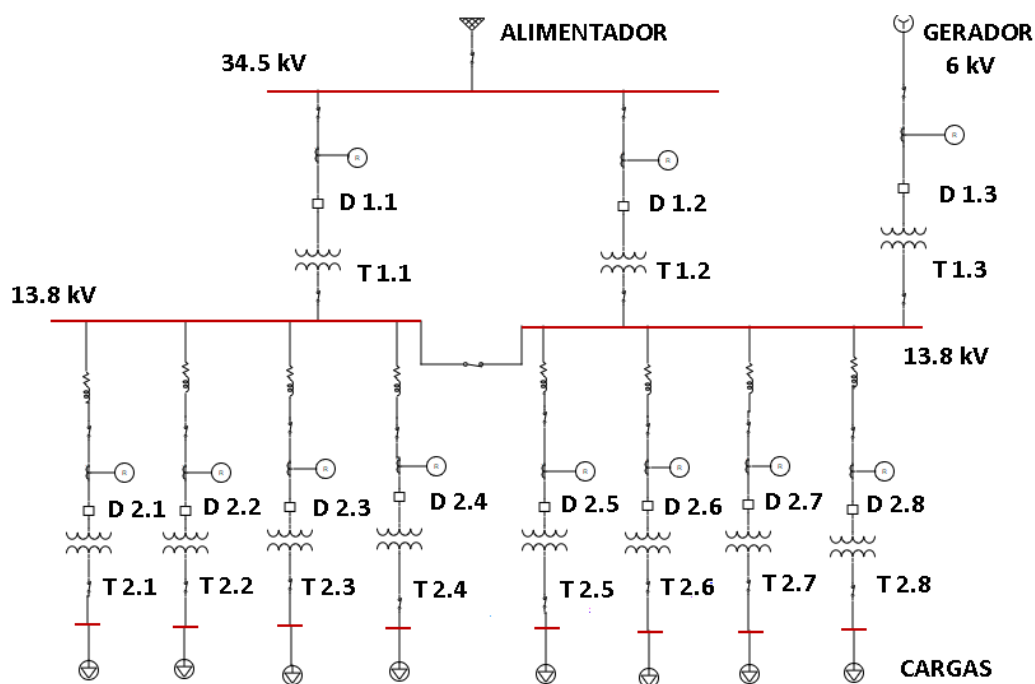 ALIMENTADOR
GERADOR
6 kV
34.5 kV
R
R
R
D 1.1
D 1.2
D 1.3
T 1.1
T 1.2
T 1.3
13.8 kV
13.8 kV
R
R
R
R
R
R
R
R
D 2.1
D 2.2
D 2.3
D 2.4
D 2.5
D 2.6
D 2.7
D 2.8
T 2.1
T 2.2
T 2.3
T 2.4
T 2.5
T 2.6
T 2.7
T 2.8
CARGAS